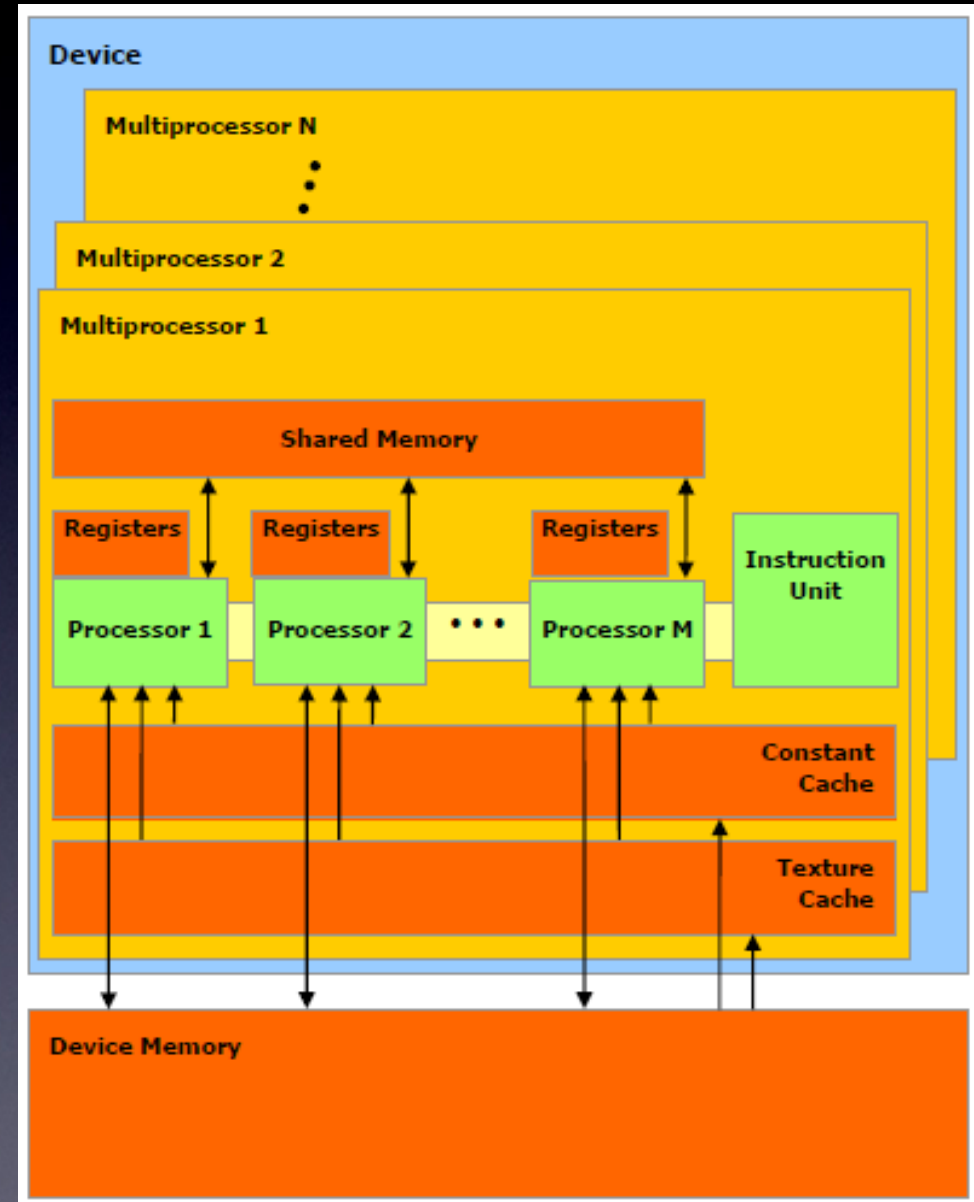 Device
Multiprocessor N
Multiprocessor 2
Multiprocessor 1
Shared Memory
Registers
Registers
Registers
Instruction
Unit
Processor 1
Processor 2
• • •
Processor M
Constant
Cache
Texture
Cache
Device Memory